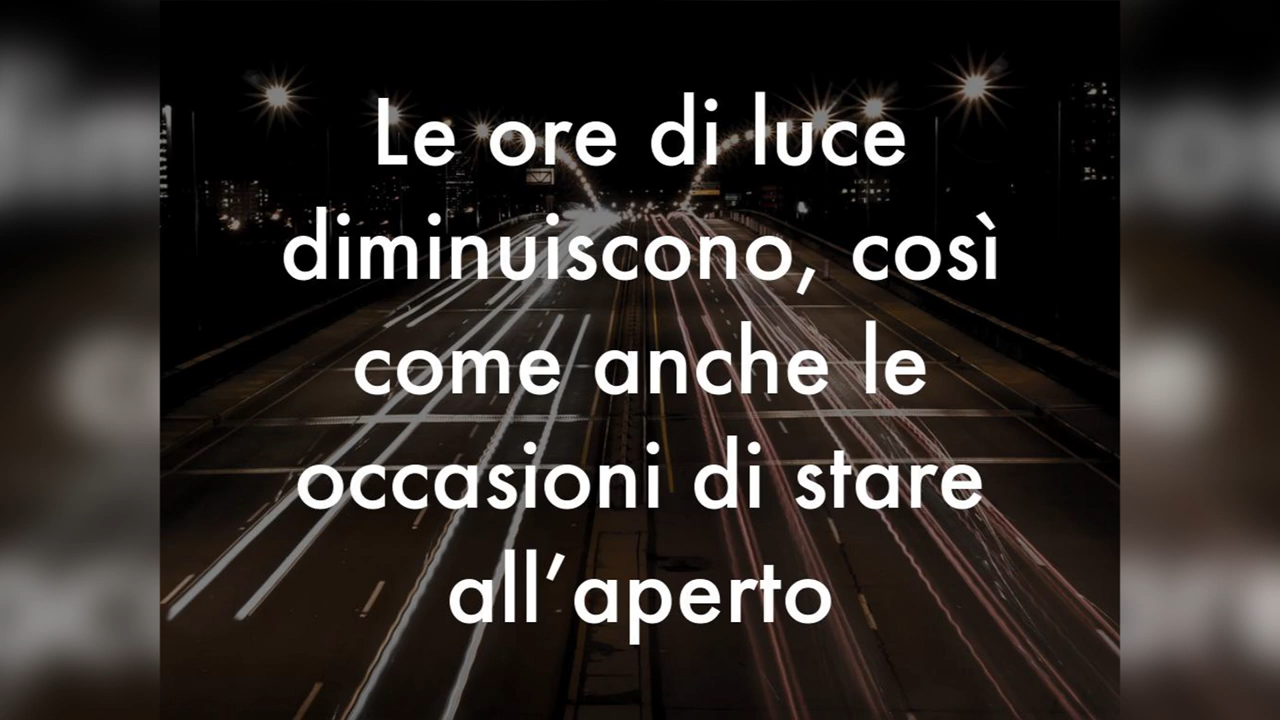 Le ore di luce
diminuiscono, così
come anche le
occasioni di stare
all’aperto